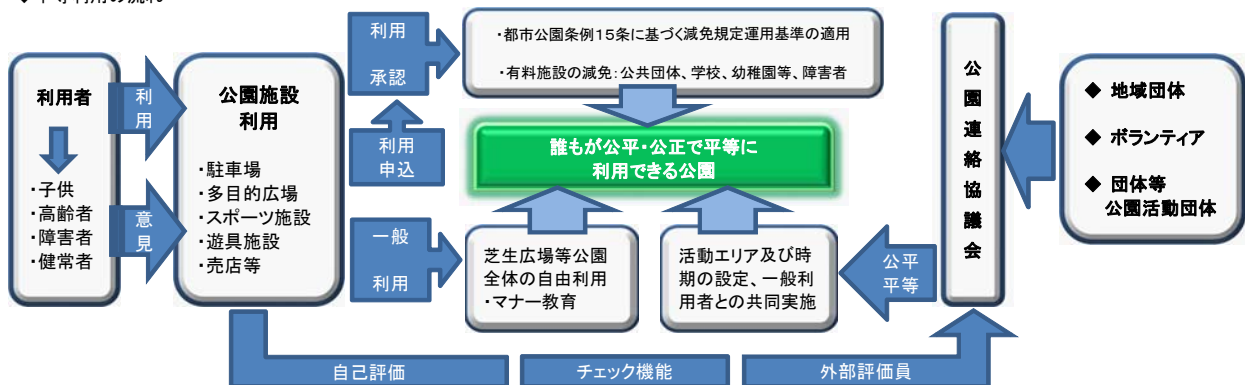 利用者
・子供
・高齢者
・障害者
・健常者
利
用
意
見
公園施設
利用
・駐車場
・多目的広場
・スポーツ施設
・遊具施設
・売店等
利用
承認
利用
申込
一般
利用
・都市公園条例15条に基づく減免規定運用基準の適用
・有料施設の減免:公共団体、学校、幼稚園等、障害者
誰もが公平・公正で平等に
利用できる公園
芝生広場等公園
全体の自由利用
・マナー教育
活動エリア及び時
期の設定、一般利
用者との共同実施
公平
平等
公園連絡協議会
◆ 地域団体
◆ ボランティア
◆ 団体等
公園活動団体
自己評価
チェック機能
外部評価員